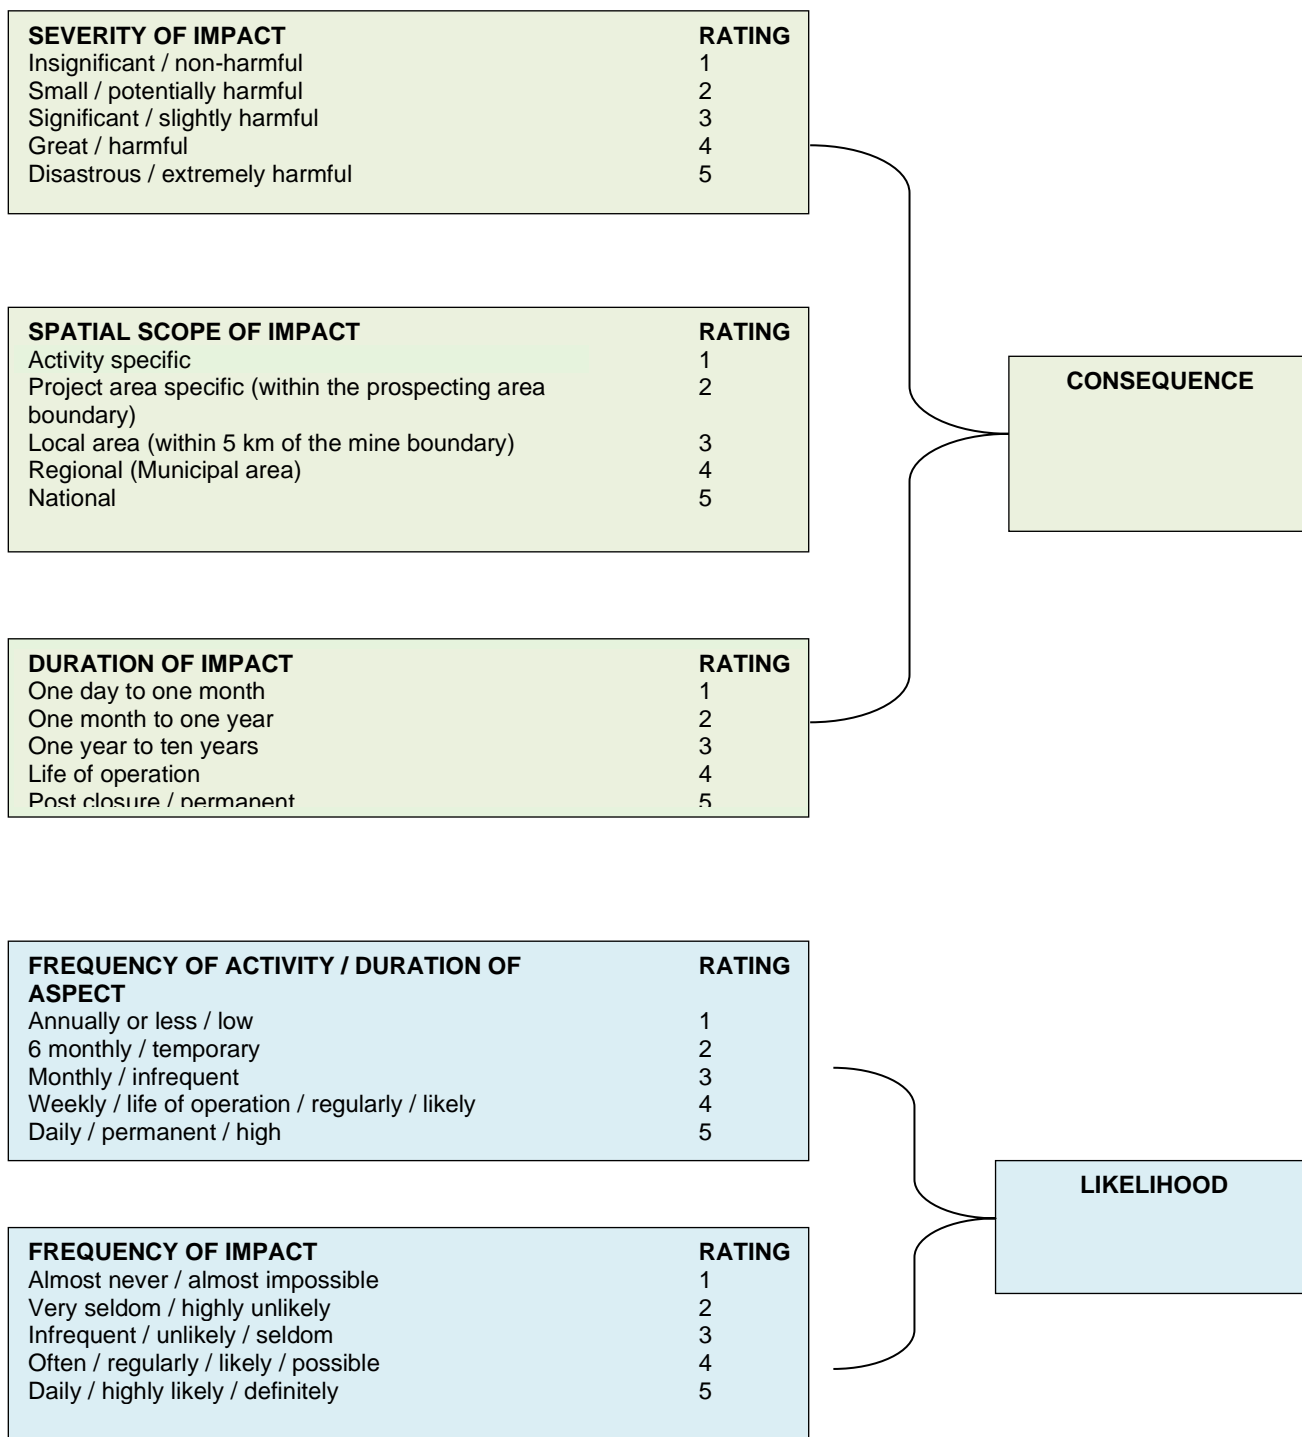 SEVERITY OF IMPACT RATING
Insignificant / non-harmful 1
Small / potentially harmful 2
Significant / slightly harmful 3
Great / harmful 4
Disastrous / extremely harmful 5
SPATIAL SCOPE OF IMPACT RATING
Activity specific 1
Project area specific (within the prospecting area 2
boundary)
Local area (within 5 km of the mine boundary) 3
Regional (Municipal area) 4
National 5
CONSEQUENCE
DURATION OF IMPACT RATING
One day to one month 1
One month to one year 2
One year to ten years 3
Life of operation 4
Post closure / permanent 5
FREQUENCY OF ACTIVITY / DURATION OF RATING
ASPECT
Annually or less / low 1
6 monthly / temporary 2
Monthly / infrequent 3
Weekly / life of operation / regularly / likely 4
Daily / permanent / high 5
LIKELIHOOD
FREQUENCY OF IMPACT RATING
Almost never / almost impossible 1
Very seldom / highly unlikely 2
Infrequent / unlikely / seldom 3
Often / regularly / likely / possible 4
Daily / highly likely / definitely 5